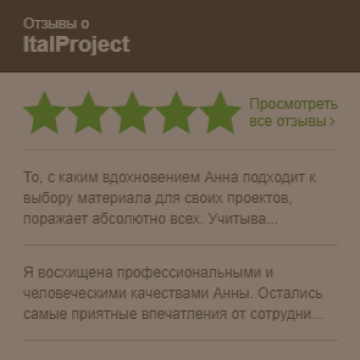 Отзывы о
ItalProject
Просмотреть
все отзывы >
То, с каким вдохновением Анна подходит к
выбору материала для своих проектов,
поражает абсолютно всех. Учитыва...
Я восхищена профессиональными и
человеческими качествами Анны. Остались
самые приятные впечатления от сотрудни...